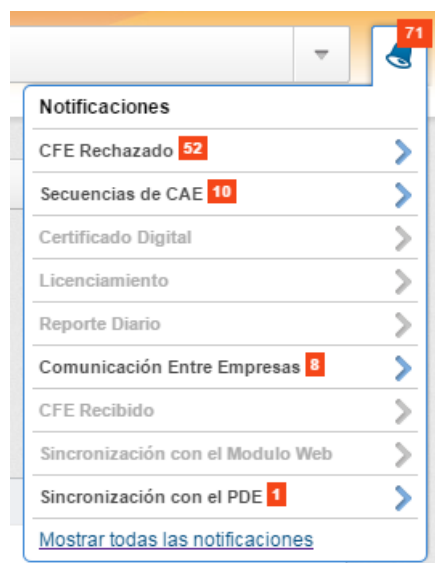 71
Notificaciones
CFE Rechazado 52
Secuencias de CAE 10
Certificado Digital
Licenciamiento
Reporte Diario
Comunicación Entre Empresas 8
CFE Recibido
Sincronización con el Modulo Web
Sincronización con el PDE 1
Mostrar todas las notificaciones